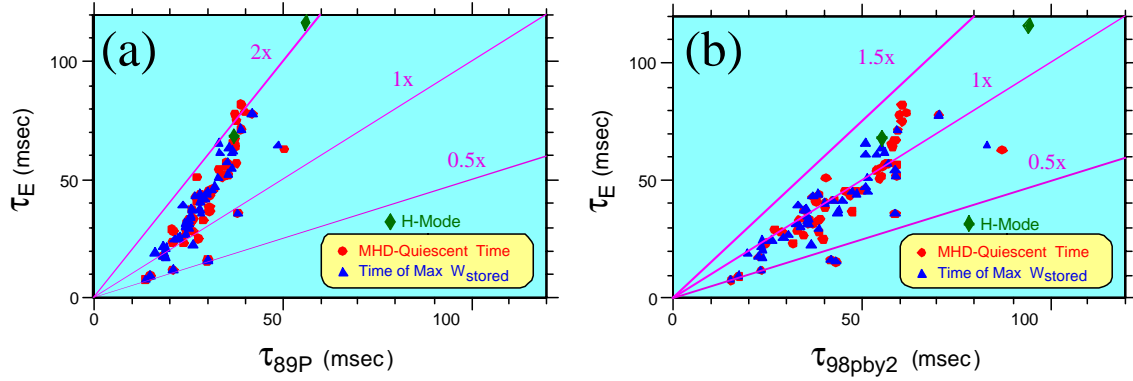 (a)
2x
1x
0.5x
100
50
0
τE (msec)
H-Mode
MHD-Quiescent Time
Time of Max Wstored
0
50
100
τ89P (msec)
(b)
1.5x
1x
0.5x
100
50
0
τE (msec)
H-Mode
MHD-Quiescent Time
Time of Max Wstored
0
50
100
τ98pby2 (msec)